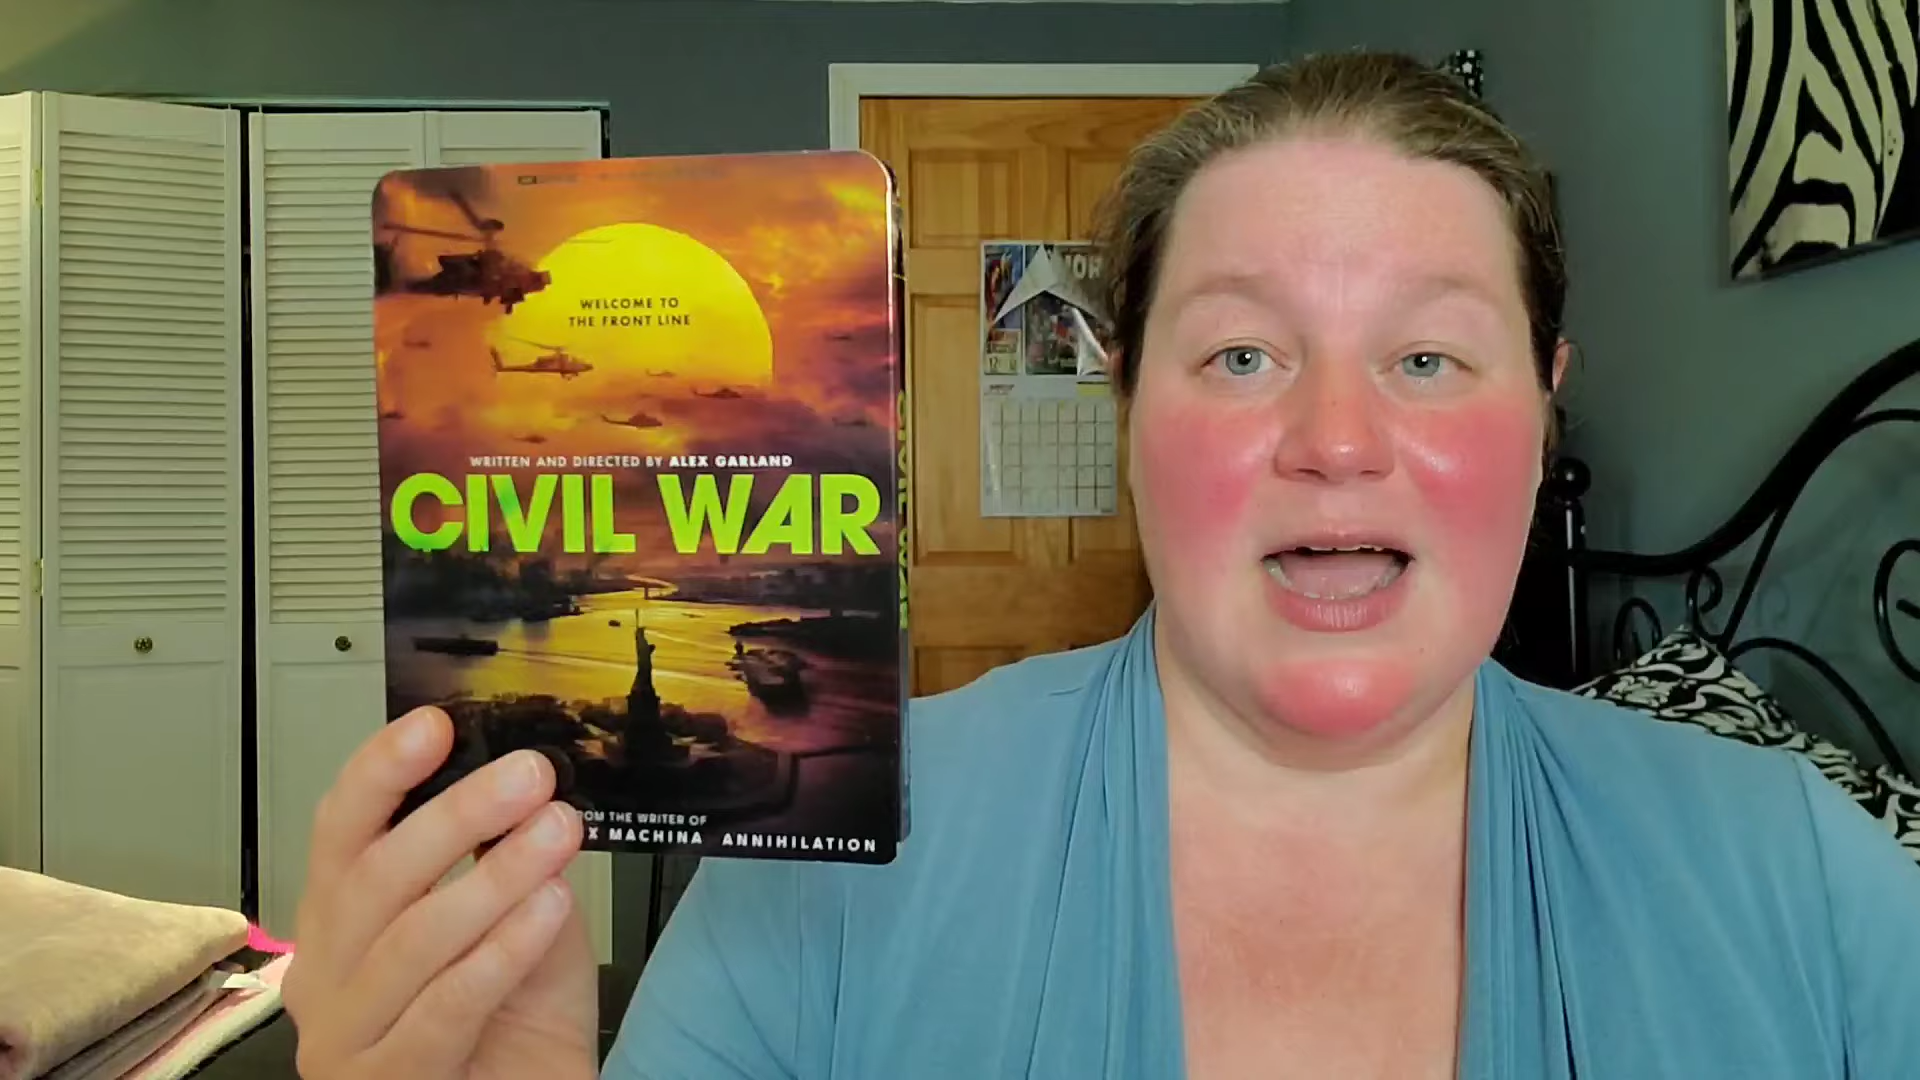 WELCOME TO
THE FRONT LINE
WRITTEN AND DIRECTED BY ALEX GARLAND
CIVIL WAR
FROM THE WRITER OF
X MACHINA ANNIHILATION